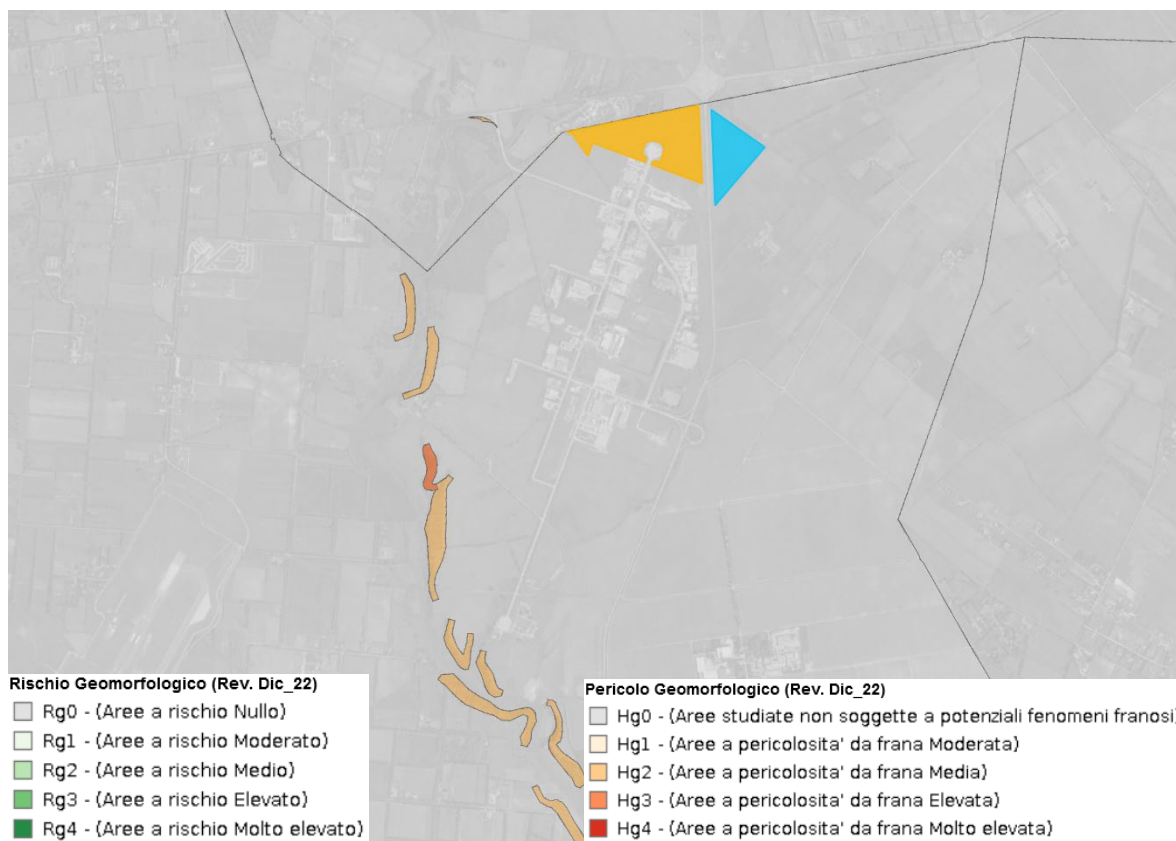 Rischio Geomorfologico (Rev. Dic_22)
Rg0 - (Aree a rischio Nullo)
Rg1 - (Aree a rischio Moderato)
Rg2 - (Aree a rischio Medio)
Rg3 - (Aree a rischio Elevato)
Rg4 - (Aree a rischio Molto elevato)
Pericolo Geomorfologico (Rev. Dic_22)
Hg0 - (Aree studiate non soggette a potenziali fenomeni franosi)
Hg1 - (Aree a pericolosita' da frana Moderata)
Hg2 - (Aree a pericolosita' da frana Media)
Hg3 - (Aree a pericolosita' da frana Elevata)
Hg4 - (Aree a pericolosita' da frana Molto elevata)